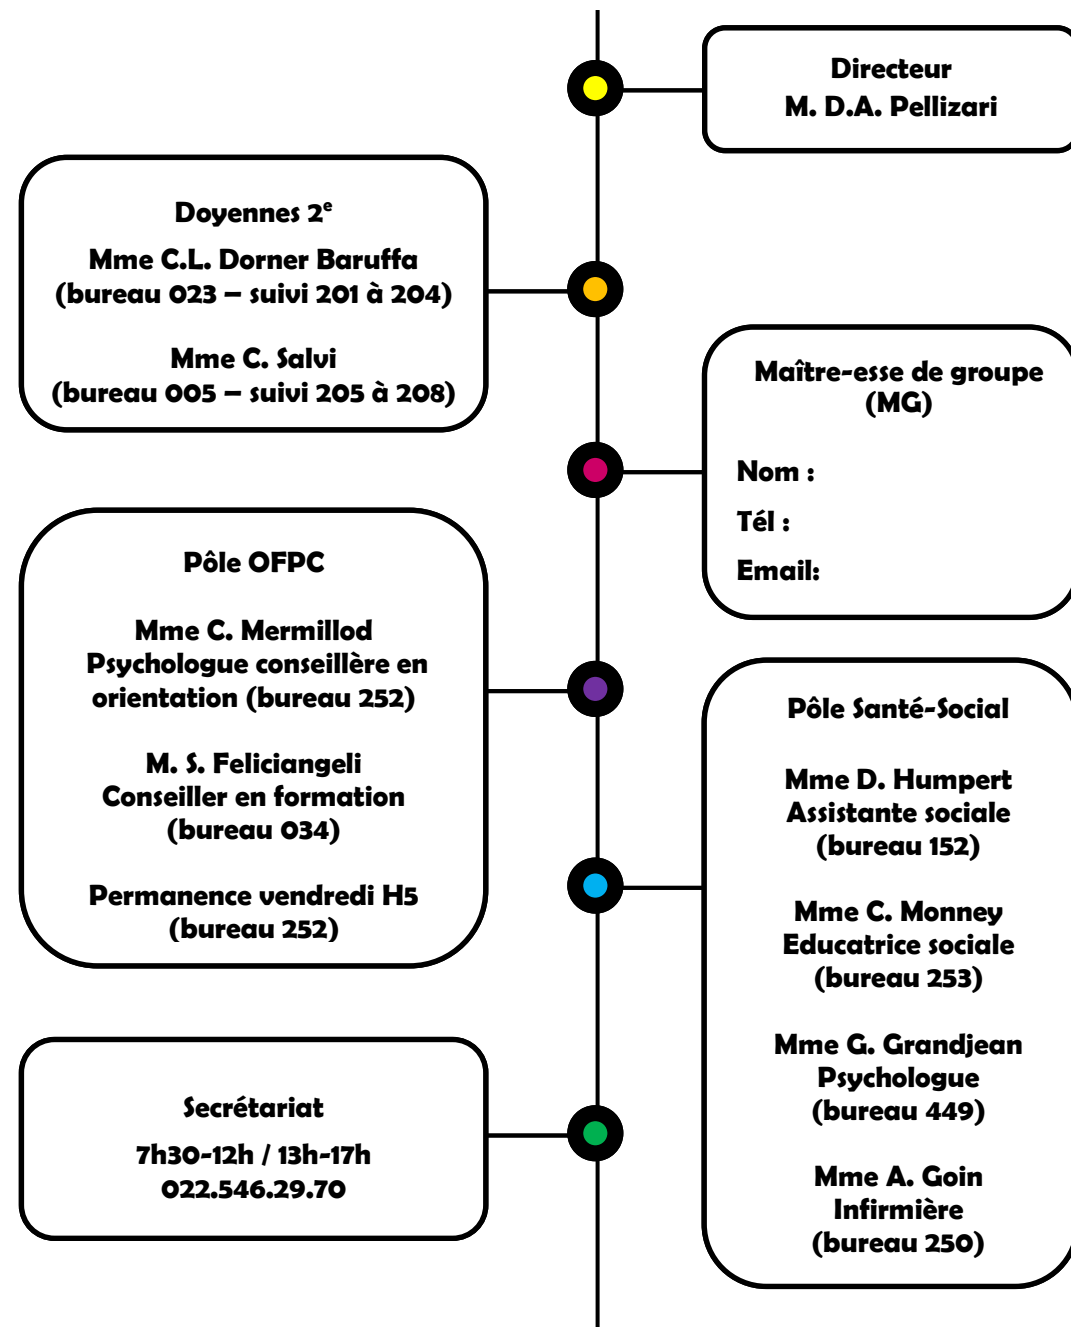 Directeur
M. D.A. Pellizari
Doyennes 2e
Mme C.L. Dorner Baruffa
(bureau 023 – suivi 201 à 204)
Mme C. Salvi
(bureau 005 – suivi 205 à 208)
Maître-esse de groupe
(MG)
Nom :
Tél :
Email:
Pôle OFPC
Mme C. Mermillod
Psychologue conseillère en
orientation (bureau 252)
M. S. Feliciangeli
Conseiller en formation
(bureau 034)
Permanence vendredi H5
(bureau 252)
Pôle Santé-Social
Mme D. Humpert
Assistante sociale
(bureau 152)
Mme C. Monney
Educatrice sociale
(bureau 253)
Mme G. Grandjean
Psychologue
(bureau 449)
Mme A. Goin
Infirmière
(bureau 250)
Secrétariat
7h30-12h / 13h-17h
022.546.29.70